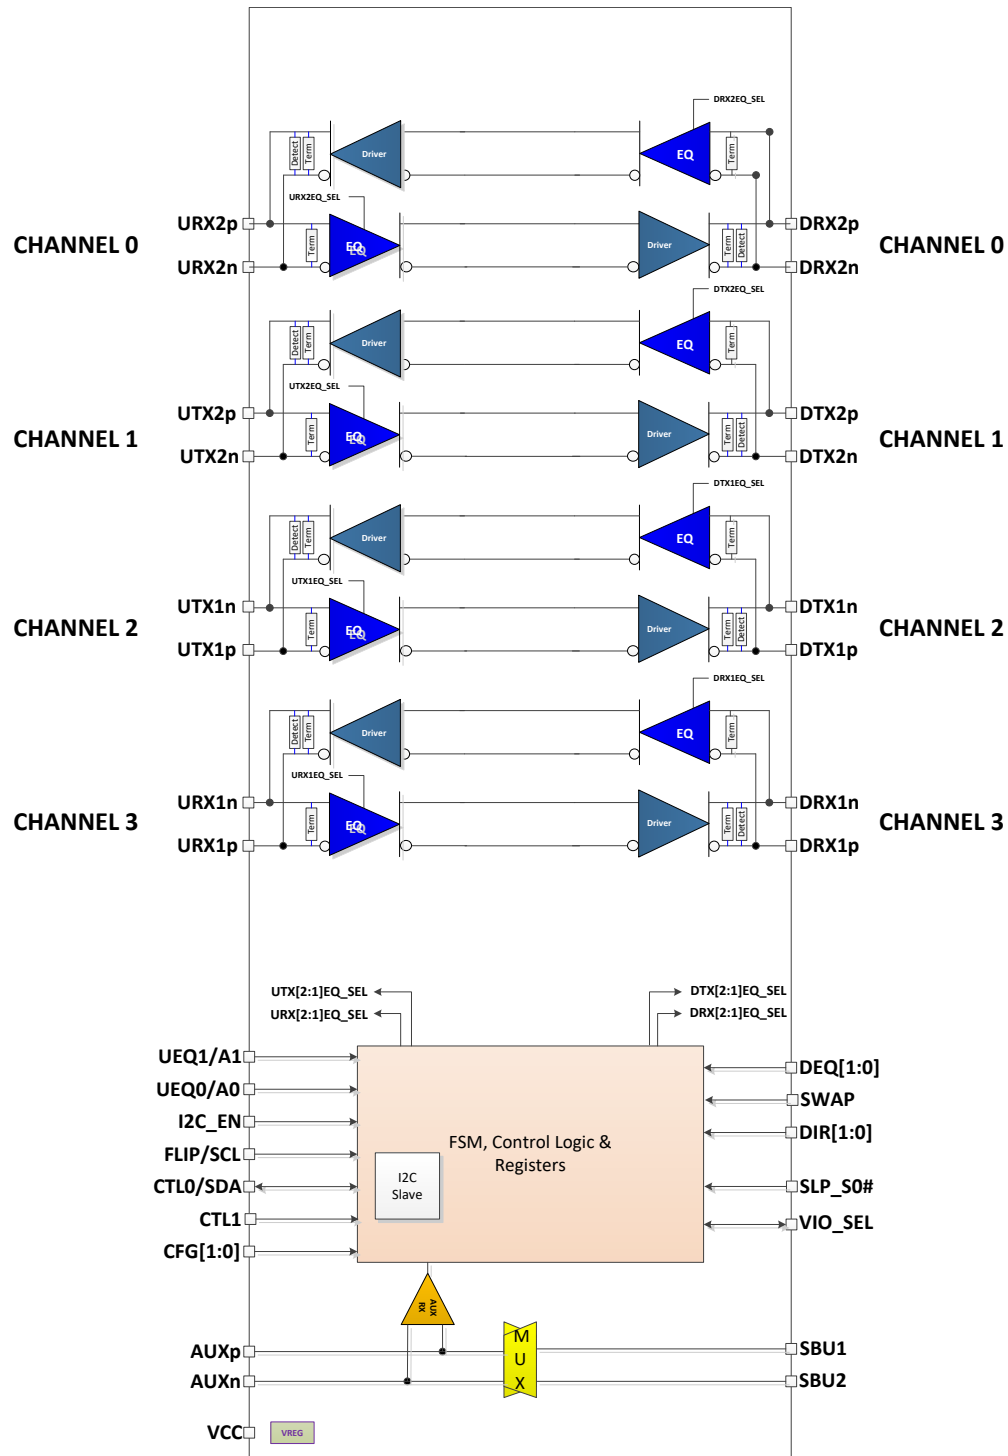 DRX2EQ_SEL
Detect
Term
Driver
EQ
Term
URX2EQ_SEL
CHANNEL 0
URX2p
URX2n
Term
EQ
EQ
Driver
Term
Detect
DRX2p
DRX2n
CHANNEL 0
DTX2EQ_SEL
Detect
Term
Driver
EQ
Term
UTX2EQ_SEL
CHANNEL 1
UTX2p
UTX2n
Term
EQ
EQ
Driver
Term
Detect
DTX2p
DTX2n
CHANNEL 1
DTX1EQ_SEL
Detect
Term
Driver
EQ
Term
UTX1EQ_SEL
CHANNEL 2
UTX1n
UTX1p
Term
EQ
EQ
Driver
Term
Detect
DTX1n
DTX1p
CHANNEL 2
DRX1EQ_SEL
Detect
Term
Driver
EQ
Term
URX1EQ_SEL
CHANNEL 3
URX1n
URX1p
Term
EQ
EQ
Driver
Term
Detect
DRX1n
DRX1p
CHANNEL 3
UTX[2:1]EQ_SEL
URX[2:1]EQ_SEL
DTX[2:1]EQ_SEL
DRX[2:1]EQ_SEL
UEQ1/A1
UEQ0/A0
I2C_EN
FLIP/SCL
CTL0/SDA
CTL1
CFG[1:0]
FSM, Control Logic &
Registers
I2C
Slave
DEQ[1:0]
SWAP
DIR[1:0]
SLP_S0#
VIO_SEL
AUX
RX
AUXp
AUXn
M
U
X
SBU1
SBU2
VCC
VREG